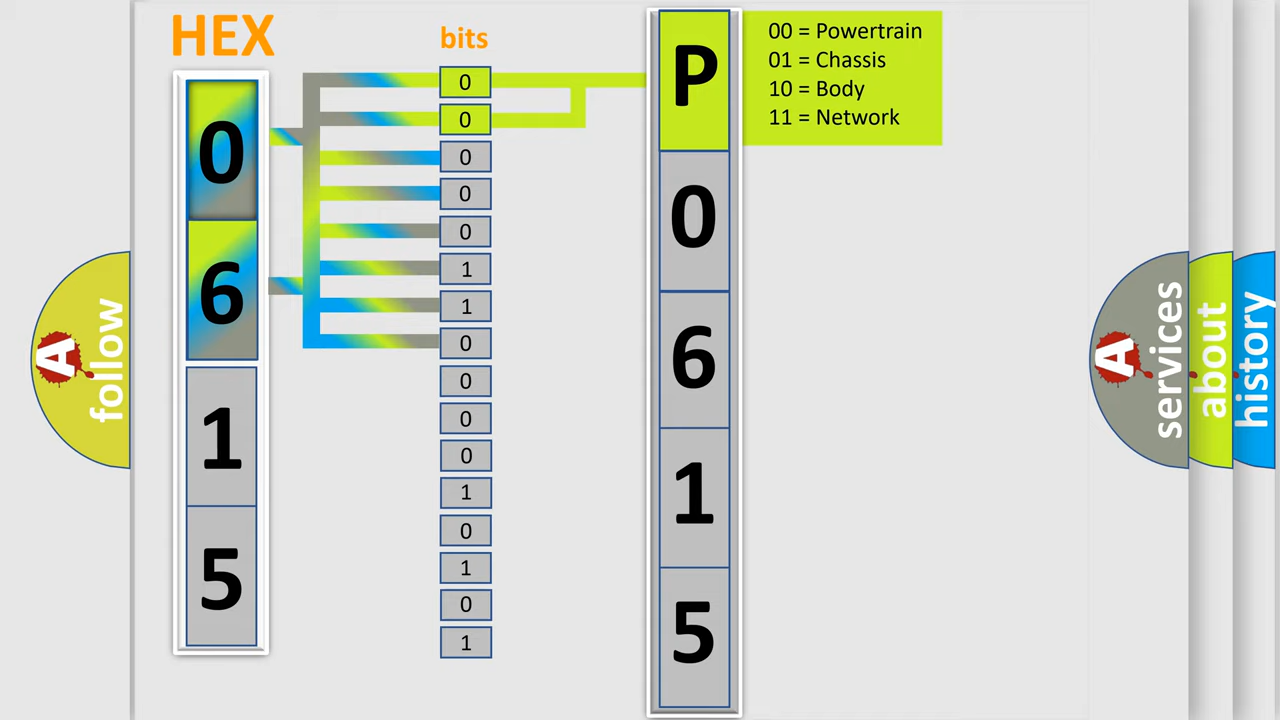 HEX
bits
0
6
1
5
0
0
0
0
0
1
1
0
0
0
0
1
0
1
0
1
P
0
6
1
5
00 = Powertrain
01 = Chassis
10 = Body
11 = Network
A
follow
A
services
about
history